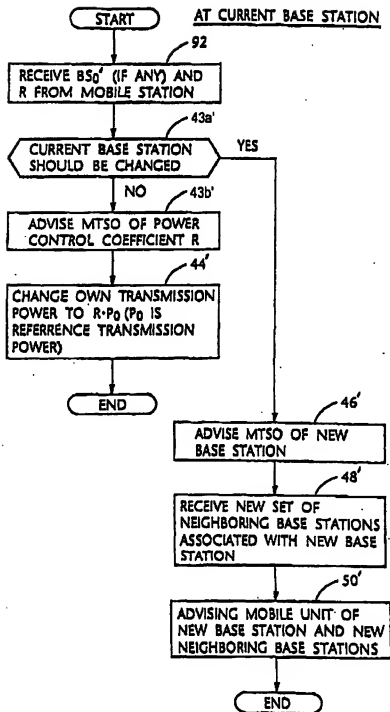 START
AT CURRENT BASE STATION
92
RECEIVE BS0' (IF ANY) AND
R FROM MOBILE STATION
43a'
CURRENT BASE STATION
SHOULD BE CHANGED
YES
NO
43b'
ADVISE MTSO OF POWER
CONTROL COEFFICIENT R
44'
CHANGE OWN TRANSMISSION
POWER TO R·P0 (P0 IS
REFERRENCE TRANSMISSION
POWER)
END
46'
ADVISE MTSO OF NEW
BASE STATION
48'
RECEIVE NEW SET OF
NEIGHBORING BASE STATIONS
ASSOCIATED WITH NEW BASE
STATION
50'
ADVISING MOBILE UNIT OF
NEW BASE STATION AND NEW
NEIGHBORING BASE STATIONS
END